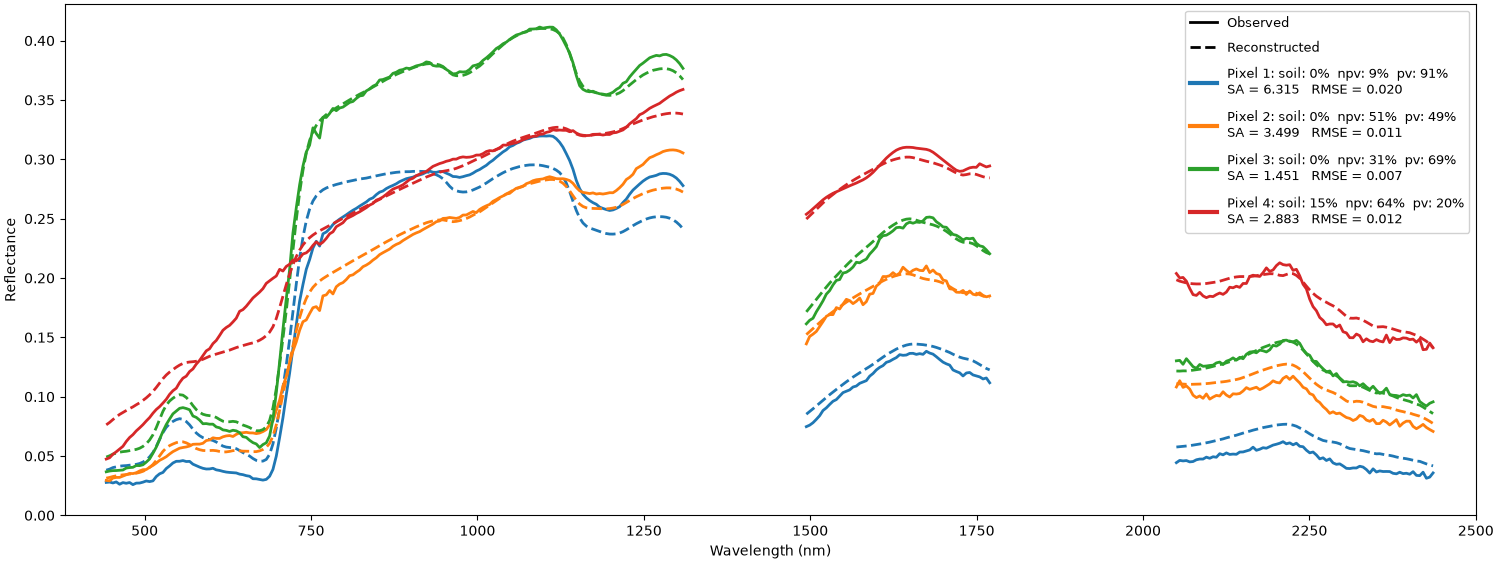 0.40
0.35
0.30
0.25
0.20
0.15
0.10
0.05
0.00
Reflectance
500
750
1000
1250
1500
1750
2000
2250
2500
Wavelength (nm)
Observed
Reconstructed
Pixel 1: soil: 0%  npv: 9%  pv: 91%
SA = 6.315   RMSE = 0.020
Pixel 2: soil: 0%  npv: 51%  pv: 49%
SA = 3.499   RMSE = 0.011
Pixel 3: soil: 0%  npv: 31%  pv: 69%
SA = 1.451   RMSE = 0.007
Pixel 4: soil: 15%  npv: 64%  pv: 20%
SA = 2.883   RMSE = 0.012